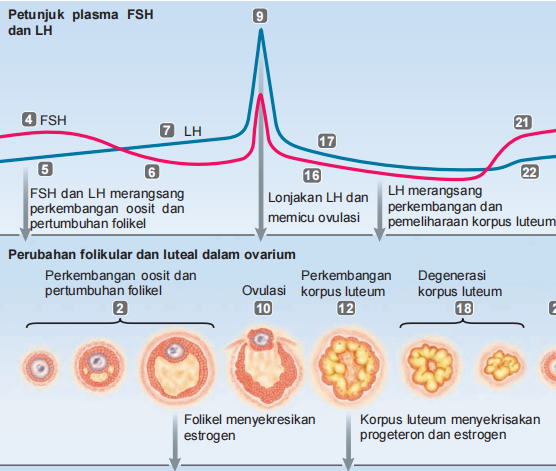 Petunjuk plasma FSH
dan LH
9
4 FSH
7 LH
5
6
17
16
21
22
FSH dan LH merangsang
perkembangan oosit dan
pertumbuhan folikel
Lonjakan LH dan
memicu ovulasi
LH merangsang
perkembangan dan
pemeliharaan korpus luteum
Perubahan folikular dan luteal dalam ovarium
Perkembangan oosit dan
pertumbuhan folikel
2
Ovulasi
10
Perkembangan
korpus luteum
12
Degenerasi
korpus luteum
18
2
Folikel menyekresikan
estrogen
Korpus luteum menyekrisakan
progeteron dan estrogen